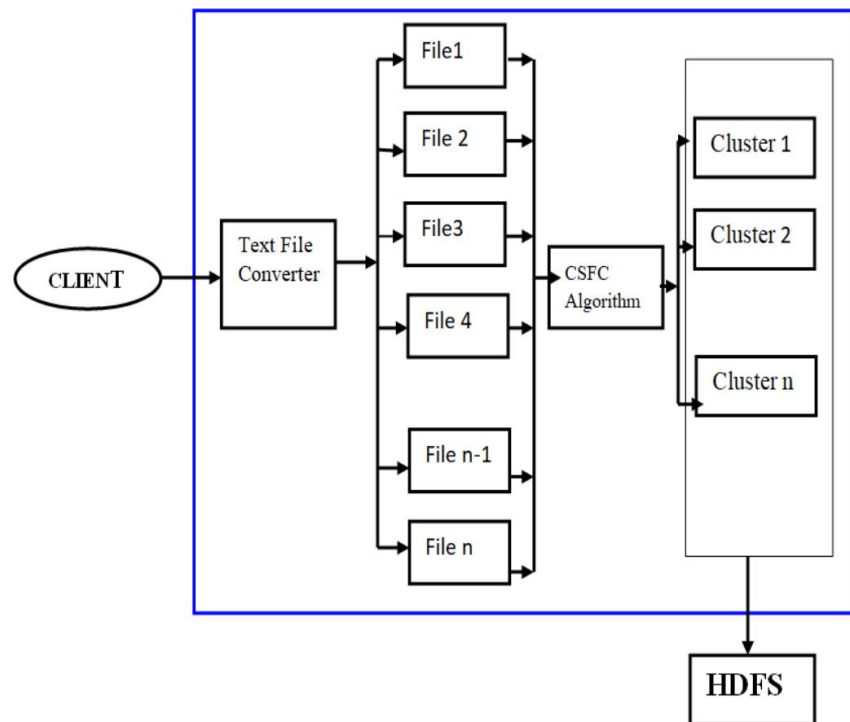 CLIENT
Text File
Converter
File1
File 2
File3
File 4
File n-1
File n
CSFC
Algorithm
Cluster 1
Cluster 2
Cluster n
HDFS